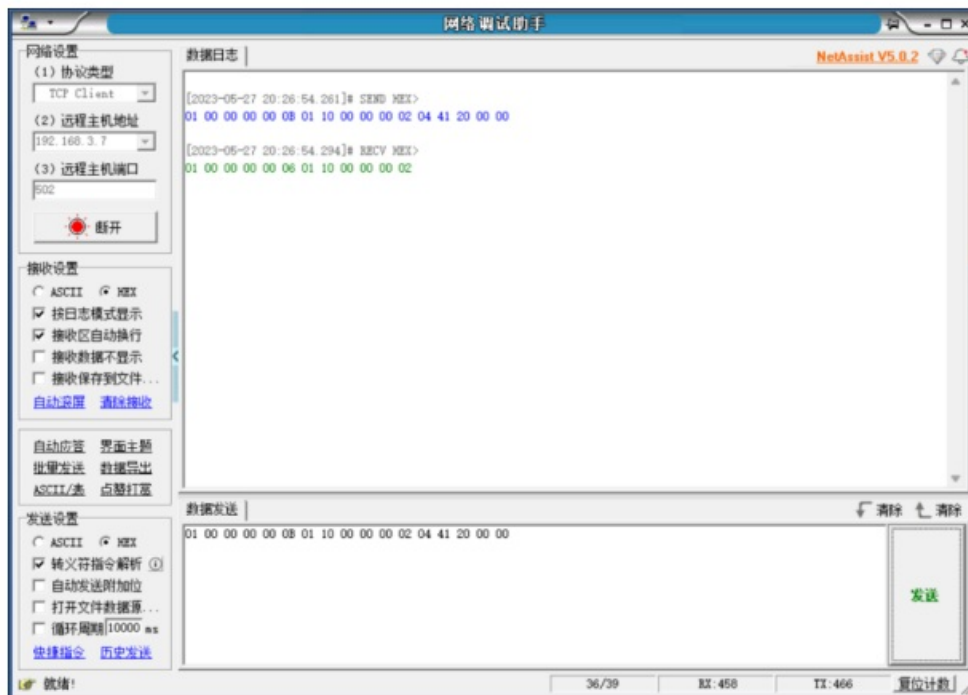 网络调试助手
网络设置
(1) 协议类型
TCP Client
(2) 远程主机地址
192.168.3.7
(3) 远程主机端口
502
断开
接收设置
ASCII HEX
按日志模式显示
接收区自动换行
接收数据不显示
接收保存到文件...
自动滚屏 清除接收
自动应答 界面主题
批量发送 数据导出
ASCII/表 点赞打赏
发送设置
ASCII HEX
转义符指令解析
自动发送附加位
打开文件数据源...
循环周期 10000 ms
快捷指令 历史发送
数据日志
NetAssist V5.0.2
[2023-05-27 20:26:54.261]# SEND HEX>
01 00 00 00 00 0B 01 10 00 00 00 02 04 41 20 00 00
[2023-05-27 20:26:54.294]# RECV HEX>
01 00 00 00 00 06 01 10 00 00 00 02
数据发送
清除 清除
01 00 00 00 00 0B 01 10 00 00 00 02 04 41 20 00 00
发送
就绪!
36/39
RX:458
TX:466
复位计数